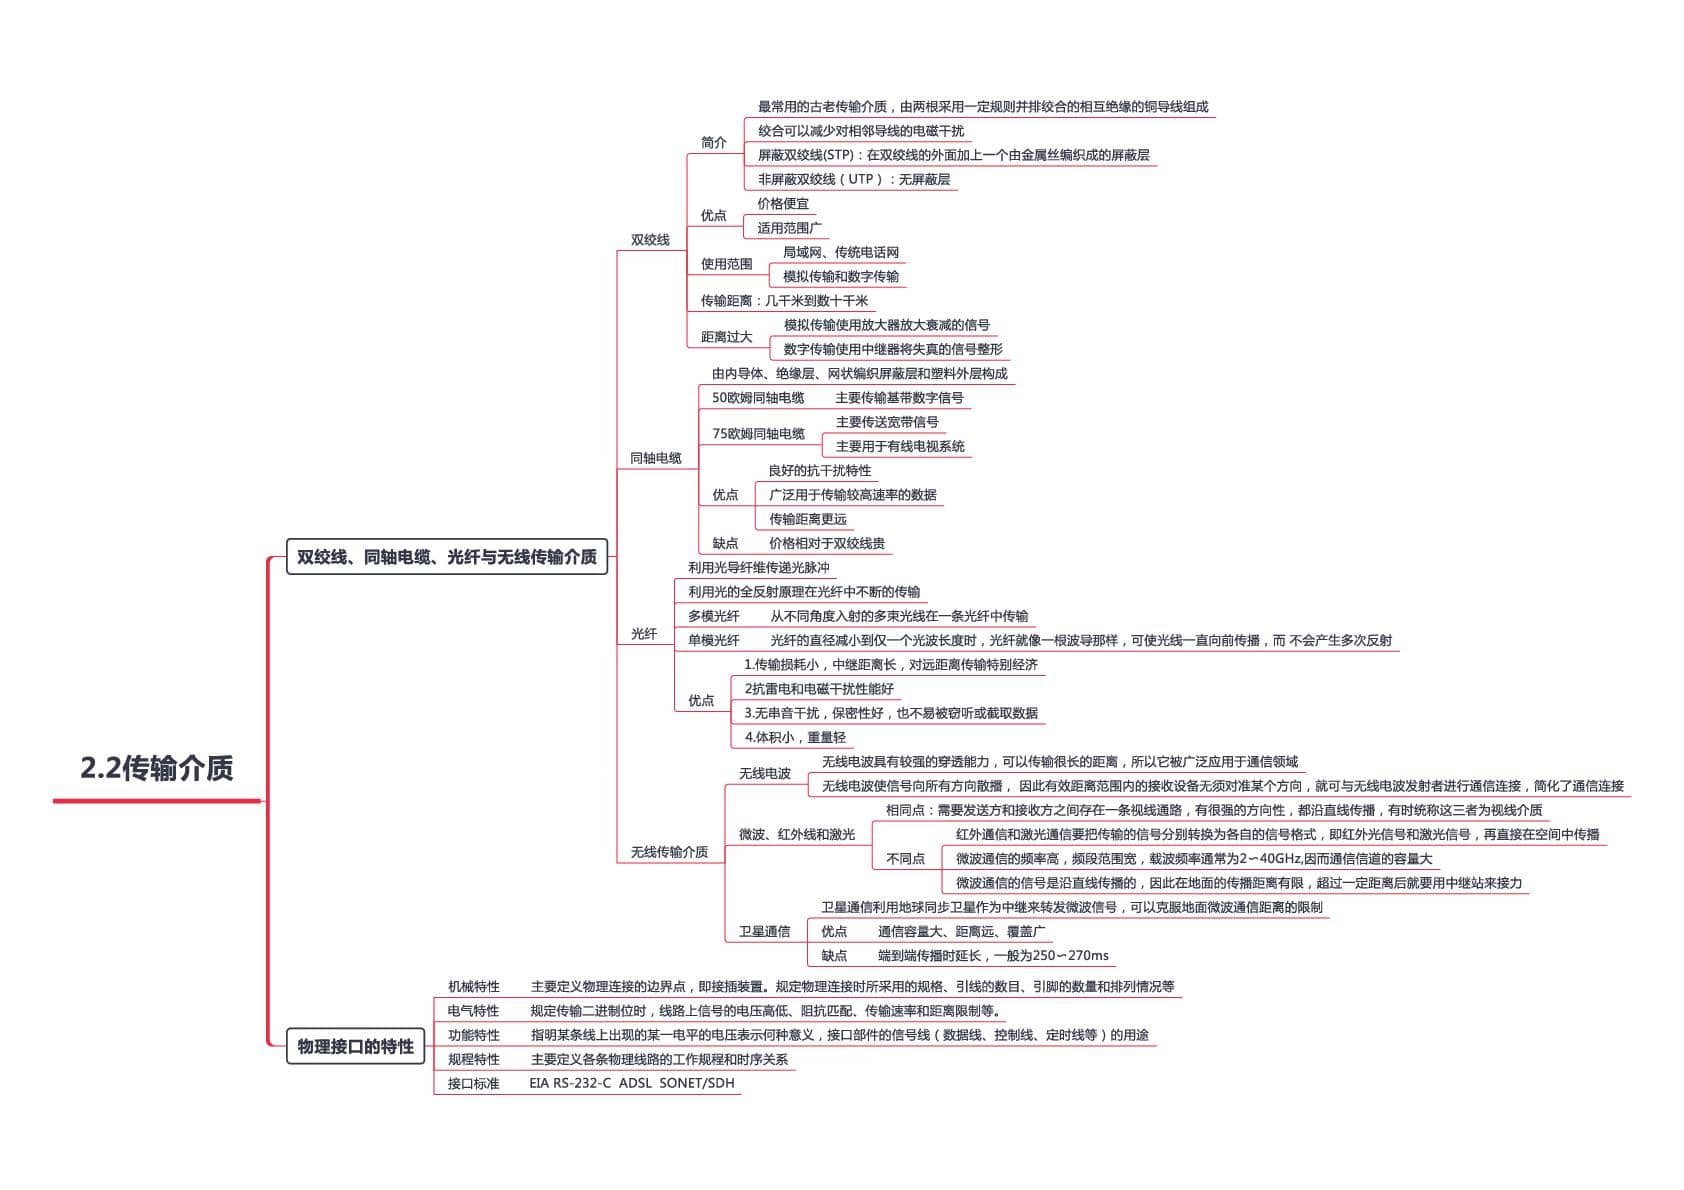 2.2传输介质
双绞线、同轴电缆、光纤与无线传输介质
双绞线
简介
最常用的古老传输介质，由两根采用一定规则并排绞合的相互绝缘的铜导线组成
绞合可以减少对相邻导线的电磁干扰
屏蔽双绞线(STP)：在双绞线的外面加上一个由金属丝编织成的屏蔽层
非屏蔽双绞线（UTP）：无屏蔽层
优点
价格便宜
适用范围广
使用范围
局域网、传统电话网
模拟传输和数字传输
传输距离：几千米到数十千米
距离过大
模拟传输使用放大器放大衰减的信号
数字传输使用中继器将失真的信号整形
同轴电缆
由内导体、绝缘层、网状编织屏蔽层和塑料外层构成
50欧姆同轴电缆 主要传输基带数字信号
75欧姆同轴电缆
主要传送宽带信号
主要用于有线电视系统
优点
良好的抗干扰特性
广泛用于传输较高速率的数据
传输距离更远
缺点 价格相对于双绞线贵
光纤
利用光导纤维传递光脉冲
利用光的全反射原理在光纤中不断的传输
多模光纤 从不同角度入射的多束光线在一条光纤中传输
单模光纤 光纤的直径减小到仅一个光波长度时，光纤就像一根波导那样，可使光线一直向前传播，而 不会产生多次反射
优点
1.传输损耗小，中继距离长，对远距离传输特别经济
2抗雷电和电磁干扰性能好
3.无串音干扰，保密性好，也不易被窃听或截取数据
4.体积小，重量轻
无线传输介质
无线电波
无线电波具有较强的穿透能力，可以传输很长的距离，所以它被广泛应用于通信领域
无线电波使信号向所有方向散播， 因此有效距离范围内的接收设备无须对准某个方向，就可与无线电波发射者进行通信连接，简化了通信连接
微波、红外线和激光
相同点：需要发送方和接收方之间存在一条视线通路，有很强的方向性，都沿直线传播，有时统称这三者为视线介质
不同点
红外通信和激光通信要把传输的信号分别转换为各自的信号格式，即红外光信号和激光信号，再直接在空间中传播
微波通信的频率高，频段范围宽，载波频率通常为2∽40GHz,因而通信信道的容量大
微波通信的信号是沿直线传播的，因此在地面的传播距离有限，超过一定距离后就要用中继站来接力
卫星通信
卫星通信利用地球同步卫星作为中继来转发微波信号，可以克服地面微波通信距离的限制
优点 通信容量大、距离远、覆盖广
缺点 端到端传播时延长，一般为250∽270ms
物理接口的特性
机械特性 主要定义物理连接的边界点，即接插装置。规定物理连接时所采用的规格、引线的数目、引脚的数量和排列情况等
电气特性 规定传输二进制位时，线路上信号的电压高低、阻抗匹配、传输速率和距离限制等。
功能特性 指明某条线上出现的某一电平的电压表示何种意义，接口部件的信号线（数据线、控制线、定时线等）的用途
规程特性 主要定义各条物理线路的工作规程和时序关系
接口标准 EIA RS-232-C ADSL SONET/SDH